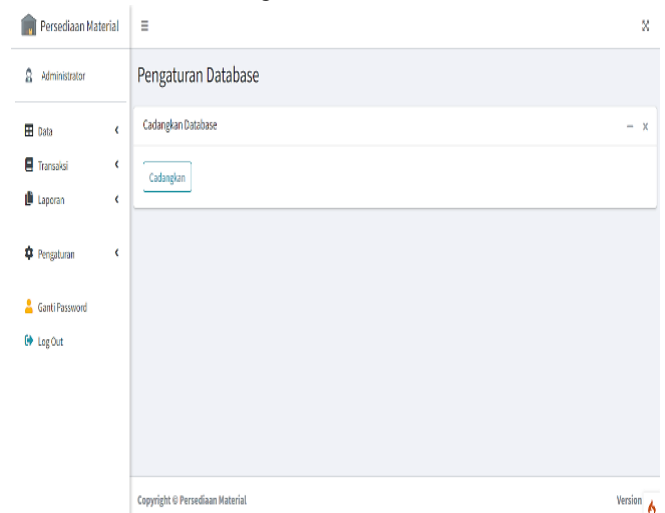 Persediaan Material
Administrator
Data
Transaksi
Laporan
Pengaturan
Ganti Password
Log Out
Pengaturan Database
Cadangkan Database
Cadangkan
Copyright © Persediaan Material
Version